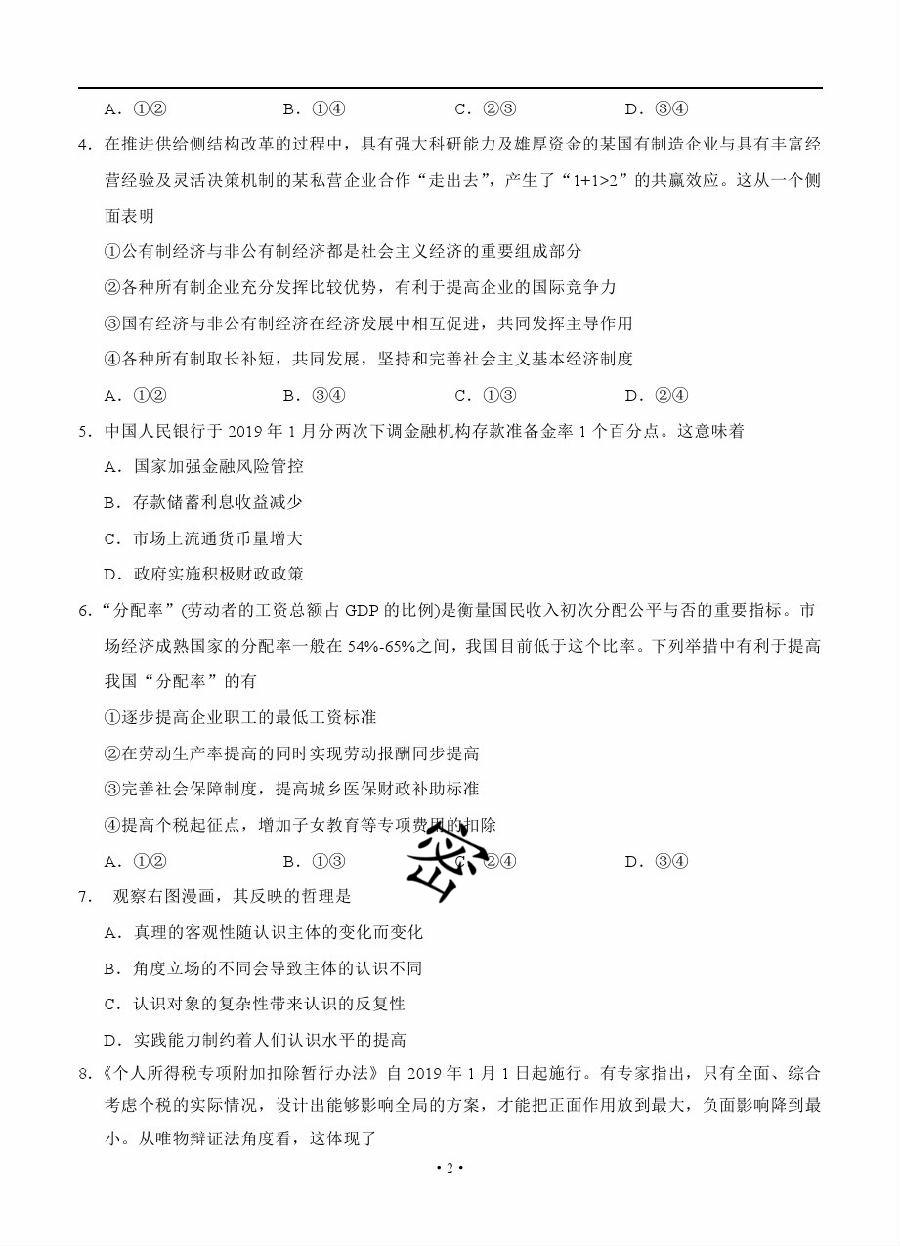 A．①② B．①④ C．②③ D．③④
4．在推进供给侧结构改革的过程中，具有强大科研能力及雄厚资金的某国有制造企业与具有丰富经
营经验及灵活决策机制的某私营企业合作“走出去”，产生了“1+1>2”的共赢效应。这从一个侧
面表明
①公有制经济与非公有制经济都是社会主义经济的重要组成部分
②各种所有制企业充分发挥比较优势，有利于提高企业的国际竞争力
③国有经济与非公有制经济在经济发展中相互促进，共同发挥主导作用
④各种所有制取长补短，共同发展，坚持和完善社会主义基本经济制度
A．①② B．③④ C．①③ D．②④
5．中国人民银行于 2019 年 1 月分两次下调金融机构存款准备金率 1 个百分点。这意味着
A．国家加强金融风险管控
B．存款储蓄利息收益减少
C．市场上流通货币量增大
D．政府实施积极财政政策
6．“分配率”(劳动者的工资总额占 GDP 的比例)是衡量国民收入初次分配公平与否的重要指标。市
场经济成熟国家的分配率一般在 54%-65%之间，我国目前低于这个比率。下列举措中有利于提高
我国“分配率”的有
①逐步提高企业职工的最低工资标准
②在劳动生产率提高的同时实现劳动报酬同步提高
③完善社会保障制度，提高城乡医保财政补助标准
④提高个税起征点，增加子女教育等专项费用的扣除
A．①② B．①③ C．②④ D．③④
密
7． 观察右图漫画，其反映的哲理是
A．真理的客观性随认识主体的变化而变化
B．角度立场的不同会导致主体的认识不同
C．认识对象的复杂性带来认识的反复性
D．实践能力制约着人们认识水平的提高
8．《个人所得税专项附加扣除暂行办法》自 2019 年 1 月 1 日起施行。有专家指出，只有全面、综合
考虑个税的实际情况，设计出能够影响全局的方案，才能把正面作用放到最大，负面影响降到最
小。从唯物辩证法角度看，这体现了
• 2 •